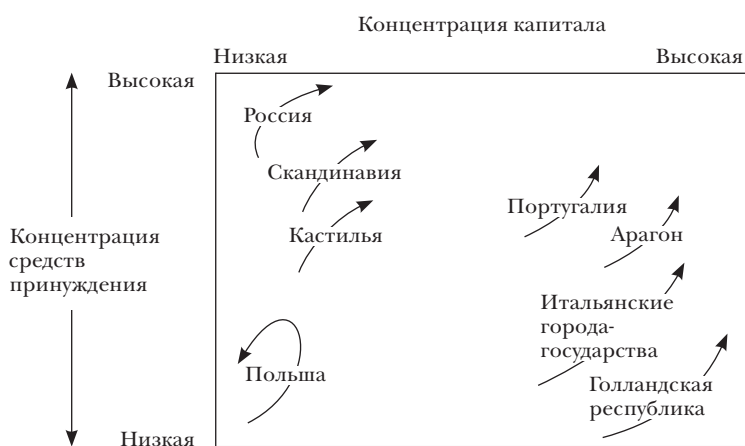 Концентрация капитала
Низкая
Высокая
Высокая
Россия
Скандинавия
Португалия
Кастилья
Арагон
Концентрация
средств
принуждения
Итальянские
города-
государства
Польша
Голландская
республика
Низкая